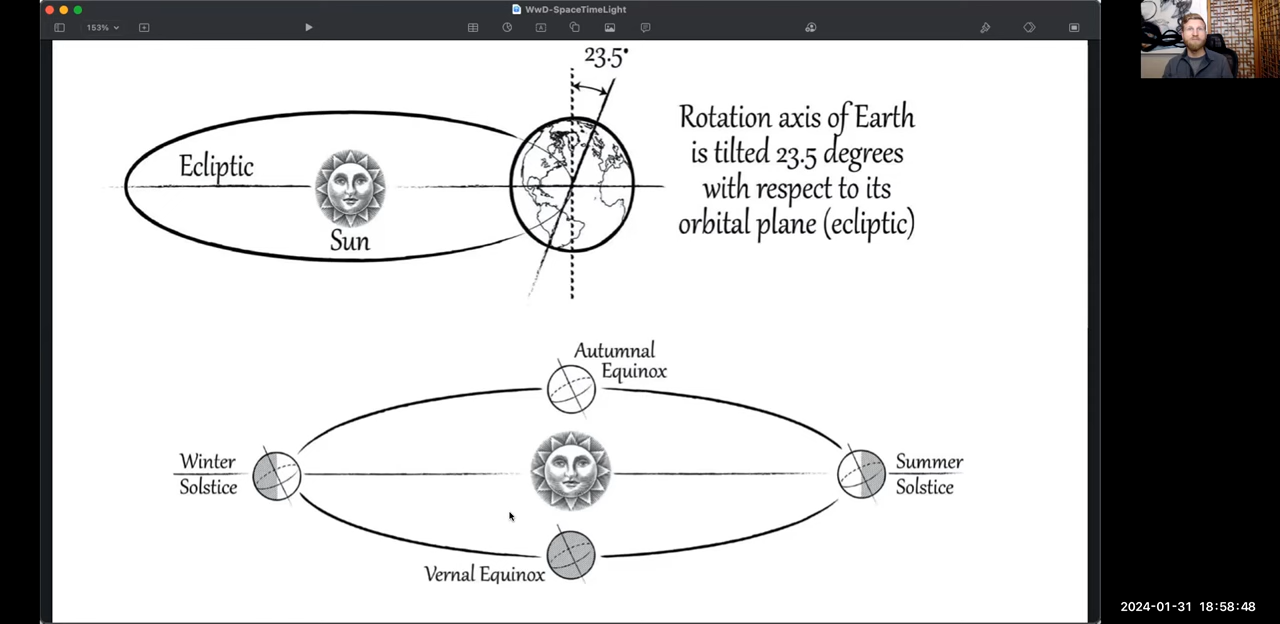 WwD-SpaceTimeLight
153%
23.5°
Ecliptic
Sun
Rotation axis of Earth
is tilted 23.5 degrees
with respect to its
orbital plane (ecliptic)
Autumnal
Equinox
Winter
Solstice
Summer
Solstice
Vernal Equinox
2024-01-31 18:58:48